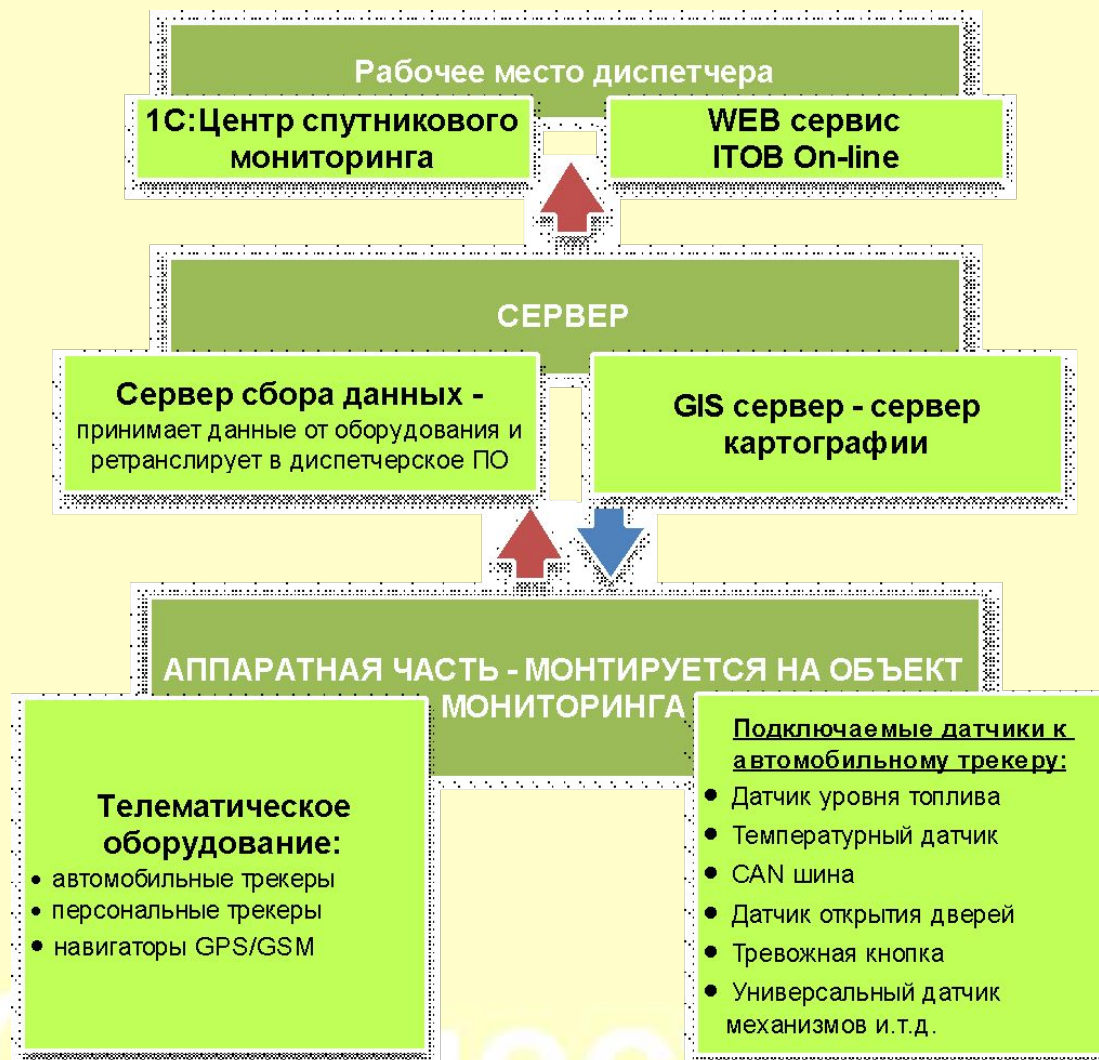 Рабочее место диспетчера
1С:Центр спутникового
мониторинга
WEB сервис
ITOB On-line
СЕРВЕР
Сервер сбора данных -
принимает данные от оборудования и
ретранслирует в диспетчерское ПО
GIS сервер - сервер
картографии
АППАРАТНАЯ ЧАСТЬ - МОНТИРУЕТСЯ НА ОБЪЕКТ
МОНИТОРИНГА
Телематическое
оборудование:
• автомобильные трекеры
• персональные трекеры
• навигаторы GPS/GSM
Подключаемые датчики к
автомобильному трекеру:
• Датчик уровня топлива
• Температурный датчик
• CAN шина
• Датчик открытия дверей
• Тревожная кнопка
• Универсальный датчик
механизмов и.т.д.